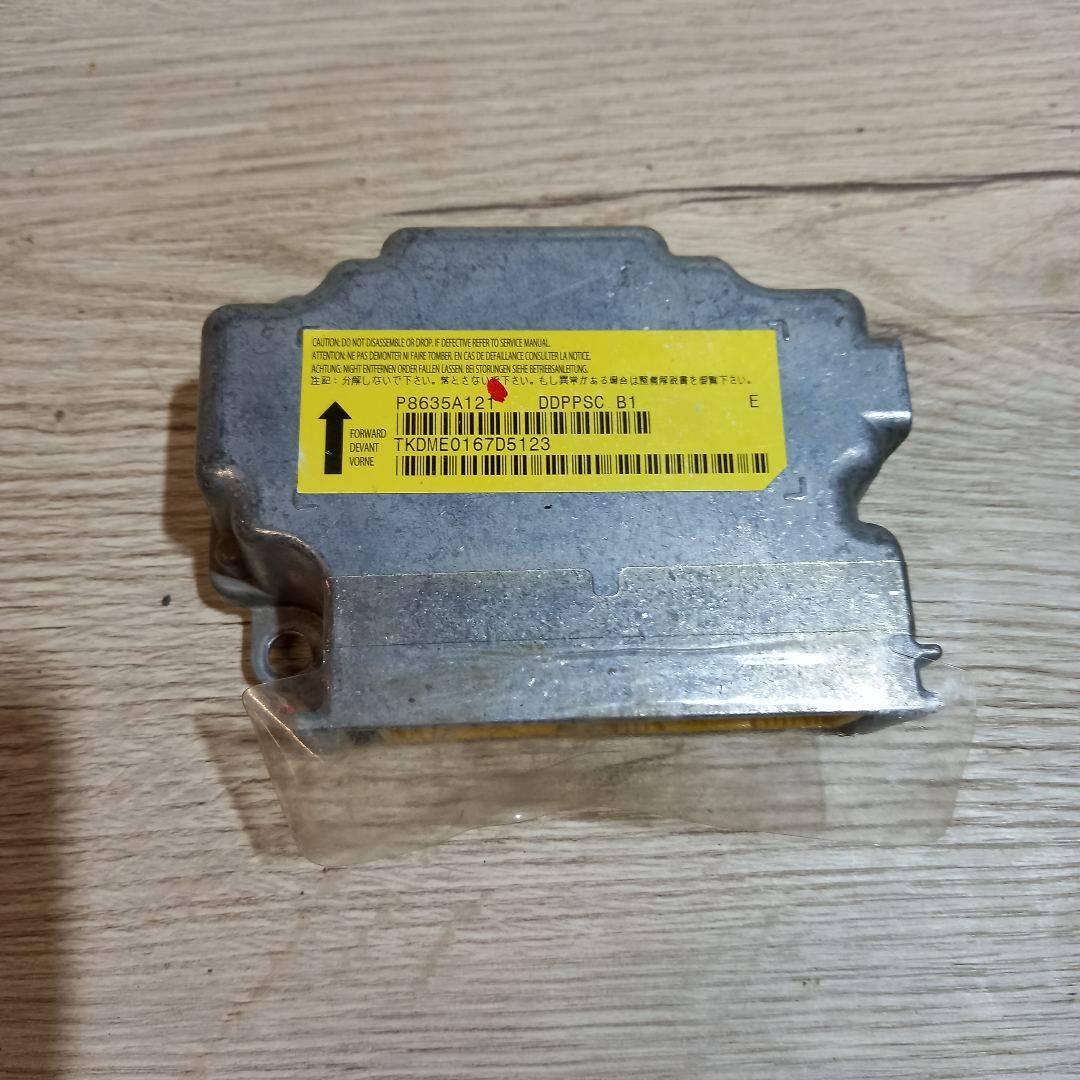 CAUTION: DO NOT DISASSEMBLE OR DROP. IF DEFECTIVE REFER TO SERVICE MANUAL.
ATTENTION: NE PAS DEMONTER NI FAIRE TOMBER. EN CAS DE DEFAILLANCE CONSULTER LA NOTICE.
ACHTUNG: NIGHT ENTFERNEN ORDER FALLEN LASSEN. BEI STORUNGEN SIEHE BETRIEBSANLEITUNG.
注記: 分解しないで下さい。落とさないで下さい。もし異常がある場合は整備解説書を御覧下さい。
P8635A121 DDPPSC B1 E
FORWARD
TKDME0167D5123
DEVANT
VORNE